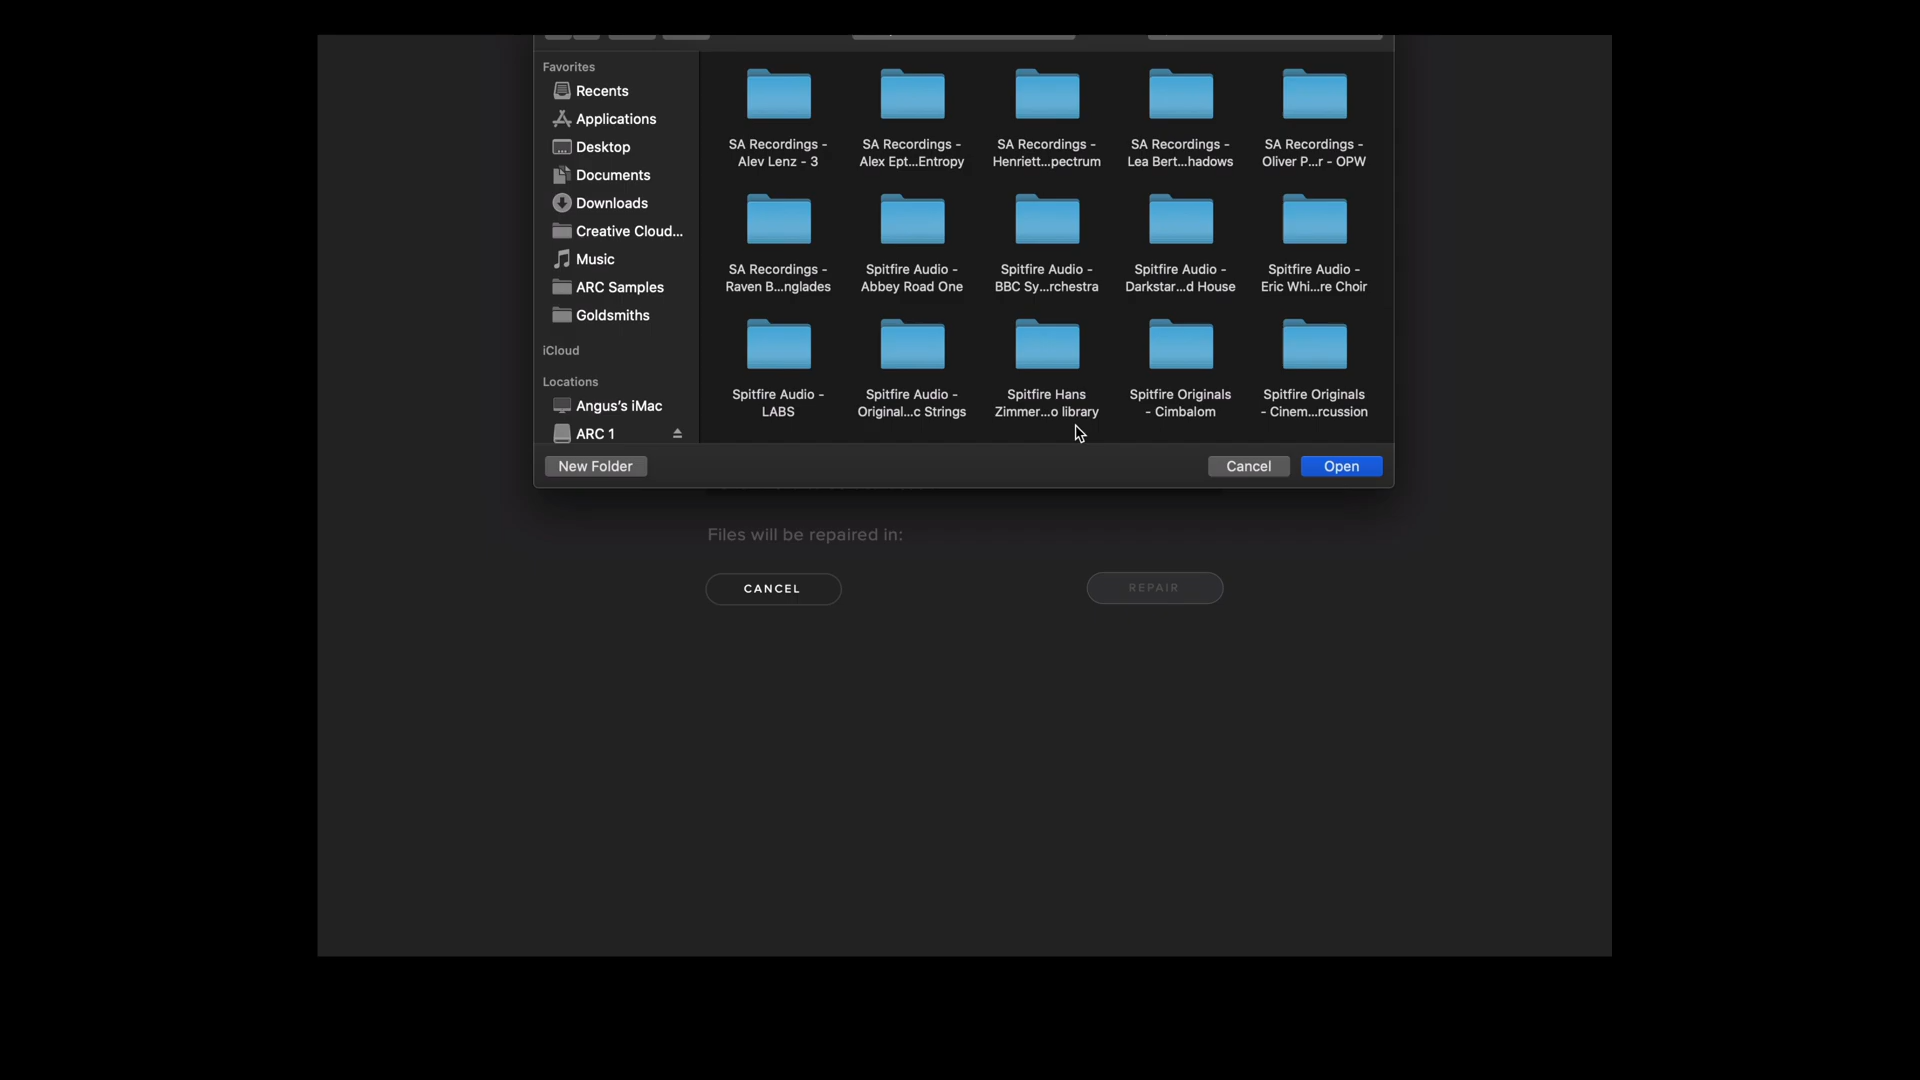 Favorites
Recents
Applications
Desktop
Documents
Downloads
Creative Cloud...
Music
ARC Samples
Goldsmiths
iCloud
Locations
Angus's iMac
ARC 1
SA Recordings -
Alev Lenz - 3
SA Recordings -
Alex Ept...Entropy
SA Recordings -
Henriett...pectrum
SA Recordings -
Lea Bert...hadows
SA Recordings -
Oliver P...r - OPW
SA Recordings -
Raven B...nglades
Spitfire Audio -
Abbey Road One
Spitfire Audio -
BBC Sy...rchestra
Spitfire Audio -
Darkstar...d House
Spitfire Audio -
Eric Whi...re Choir
Spitfire Audio -
LABS
Spitfire Audio -
Original...c Strings
Spitfire Hans
Zimmer...o library
Spitfire Originals
- Cimbalom
Spitfire Originals
- Cinem...rcussion
New Folder
Cancel
Open
Files will be repaired in:
CANCEL
REPAIR